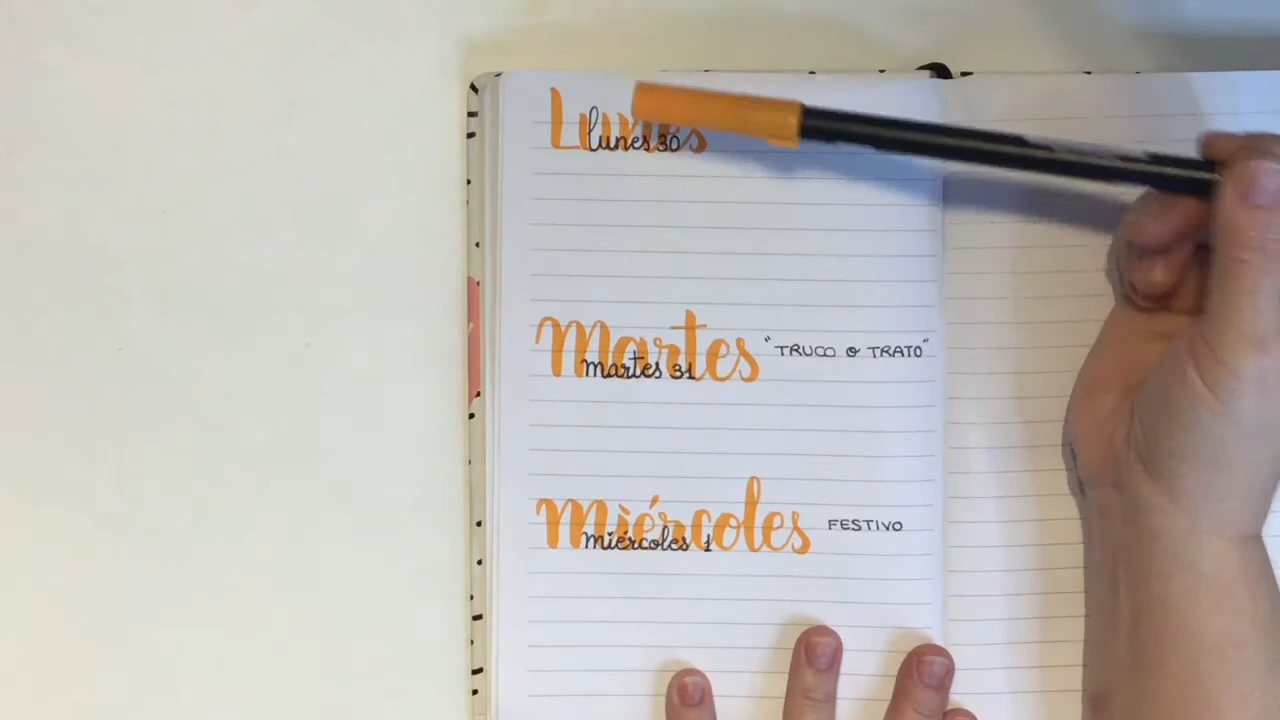 Lunes
lunes 30
Martes
martes 31
"TRUCO o TRATO"
Miércoles
miércoles 1
FESTIVO